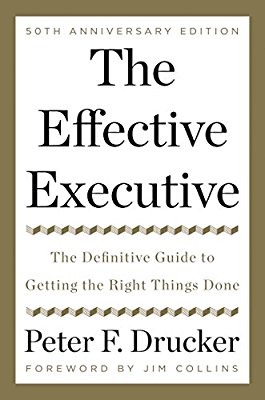 50TH ANNIVERSARY EDITION
The
Effective
Executive
The Definitive Guide to
Getting the Right Things Done
Peter F. Drucker
FOREWORD BY JIM COLLINS